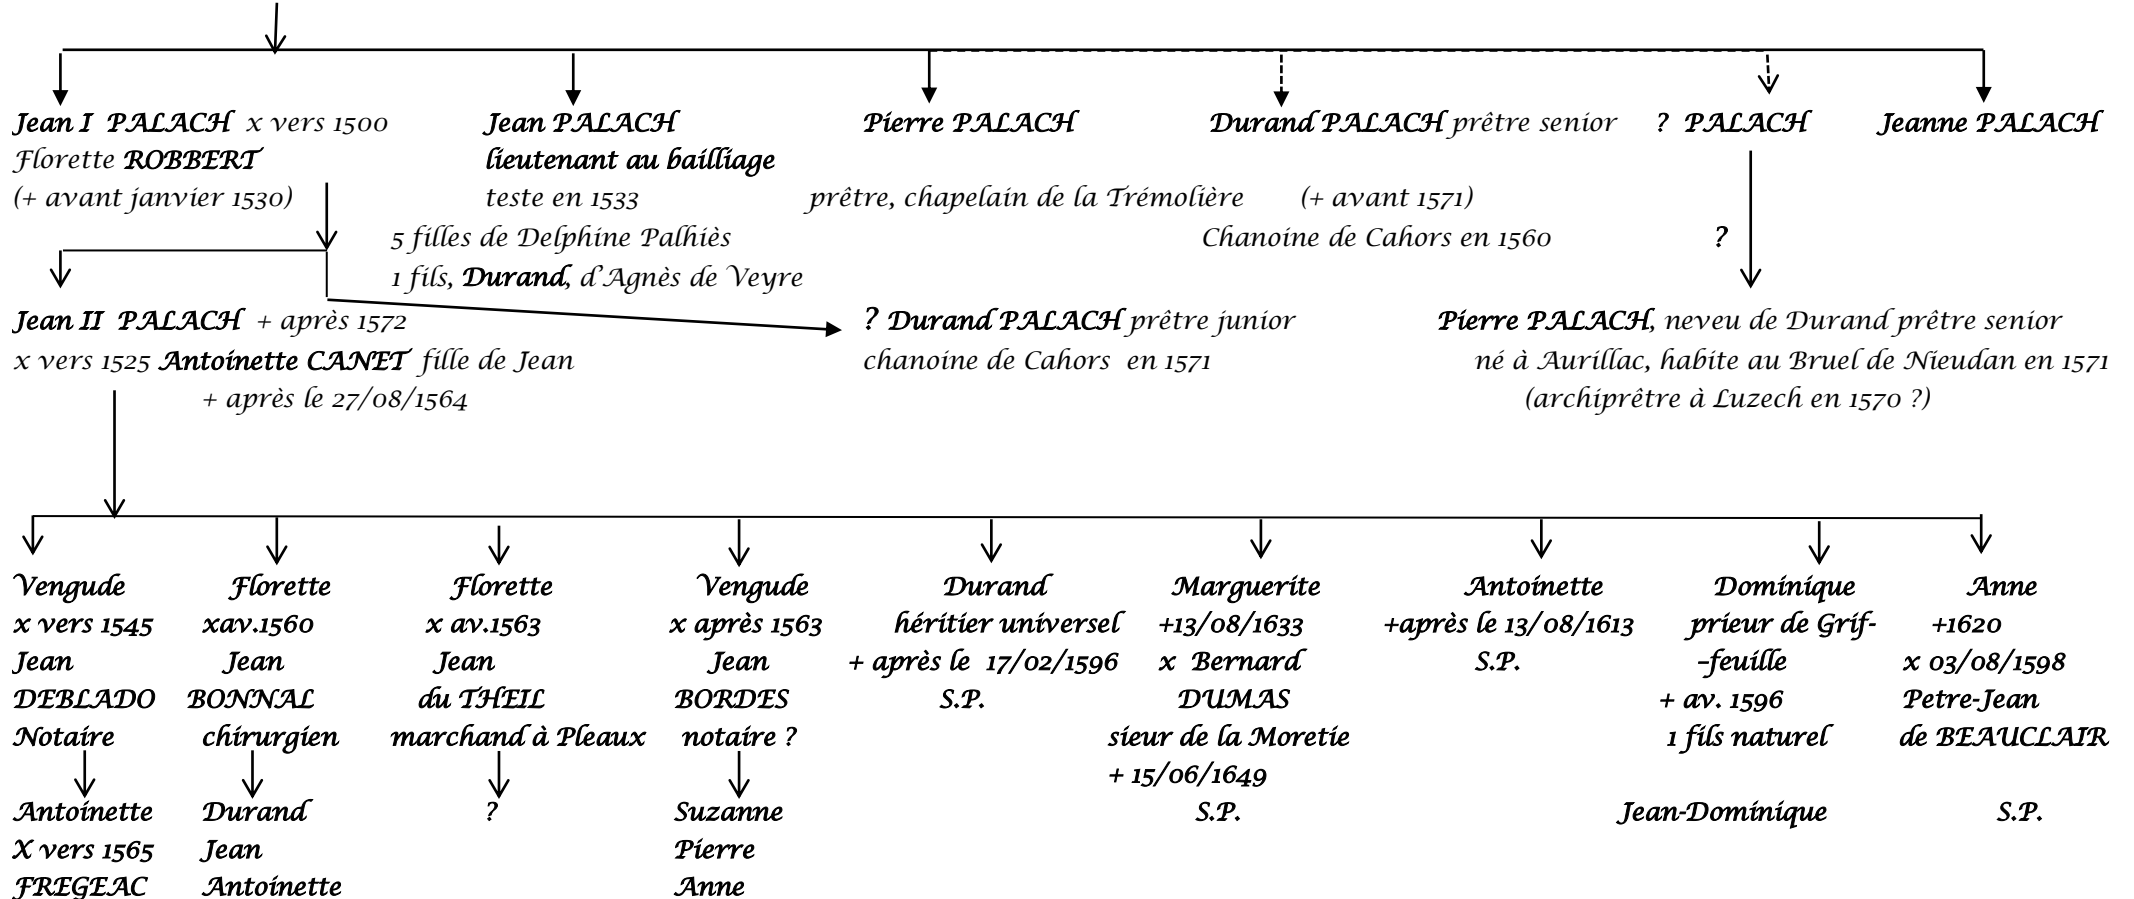 Jean I PALACH x vers 1500 Jean PALACH Pierre PALACH Durand PALACH prêtre senior ? PALACH Jeanne PALACH
Florette ROBBERT lieutenant au bailliage
(+ avant janvier 1530) teste en 1533 prêtre, chapelain de la Trémolière (+ avant 1571)
5 filles de Delphine Palhiès Chanoine de Cahors en 1560 ?
1 fils, Durand, d'Agnès de Veyre
Jean II PALACH + après 1572 ? Durand PALACH prêtre junior Pierre PALACH, neveu de Durand prêtre senior
x vers 1525 Antoinette CANET fille de Jean chanoine de Cahors en 1571 né à Aurillac, habite au Bruel de Nieudan en 1571
+ après le 27/08/1564 (archiprêtre à Luzech en 1570 ?)
Vengude Florette Florette Vengude Durand Marguerite Antoinette Dominique Anne
x vers 1545 xav.1560 x av.1563 x après 1563 héritier universel +13/08/1633 +après le 13/08/1613 prieur de Grif- +1620
Jean Jean Jean Jean + après le 17/02/1596 x Bernard S.P. -feuille x 03/08/1598
DEBLADO BONNAL du THEIL BORDES S.P. DUMAS + av. 1596 Petre-Jean
Notaire chirurgien marchand à Pleaux notaire ? sieur de la Moretie 1 fils naturel de BEAUCLAIR
+ 15/06/1649
Antoinette Durand ? Suzanne S.P. Jean-Dominique S.P.
X vers 1565 Jean Pierre
FREGEAC Antoinette Anne